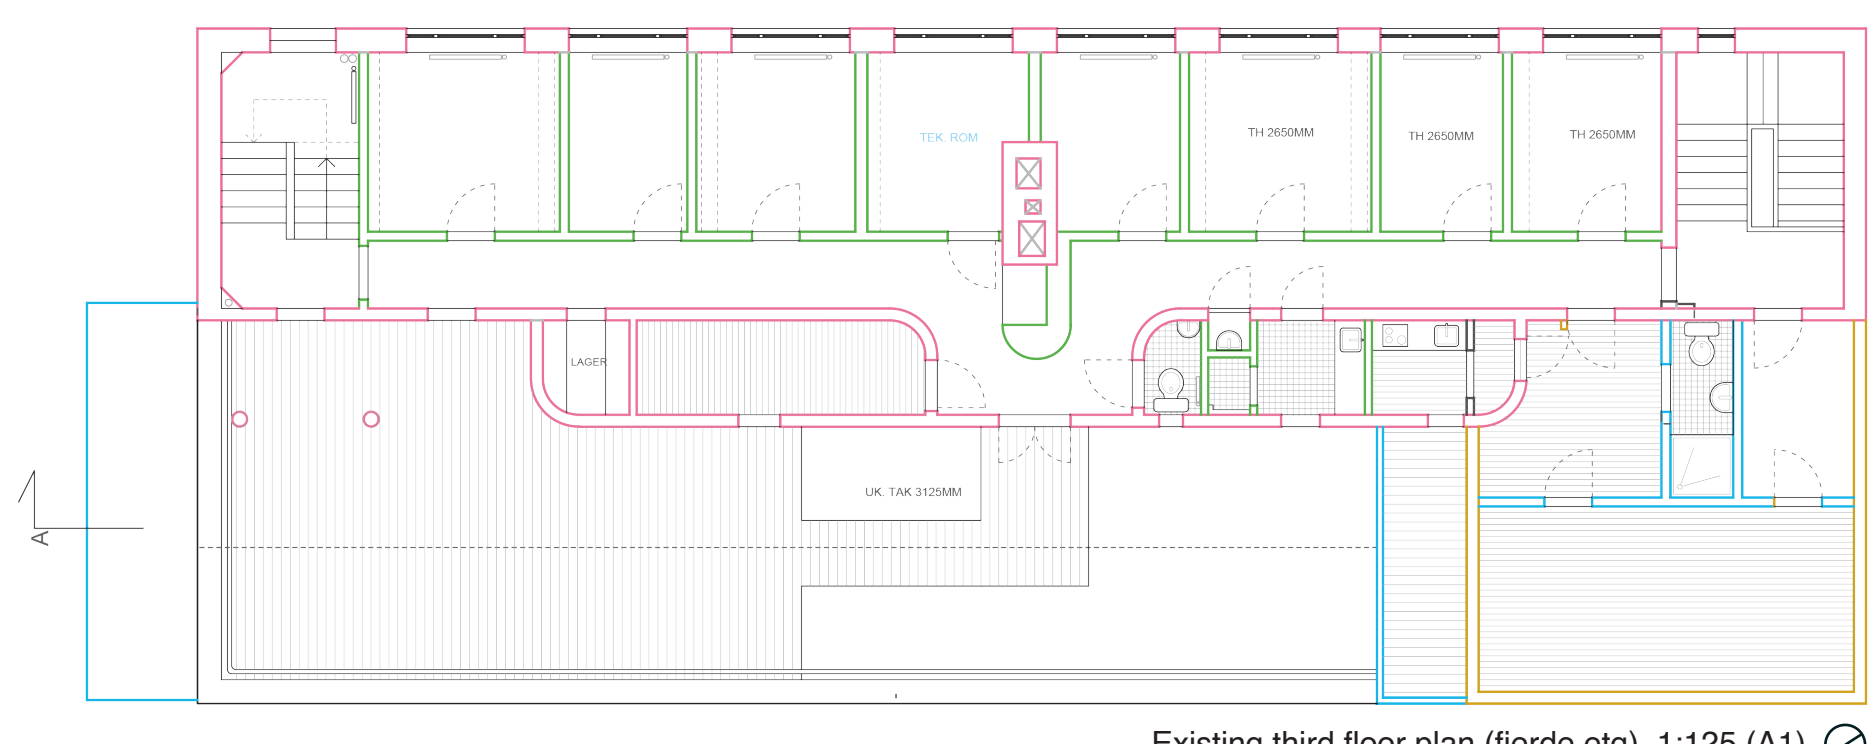 TEK. ROM
TH 2650MM
TH 2650MM
TH 2650MM
LAGER
UK. TAK 3125MM
A
Existing third floor plan (fjerde etg) 1:125 (A1)